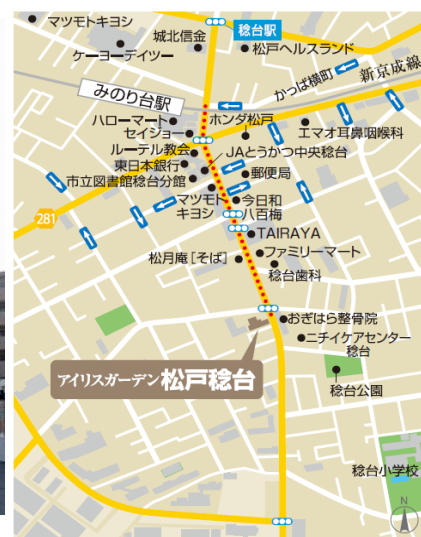 マツモトキヨシ
城北信金
稔台駅
ケーヨーデイツー
松戸ヘルスランド
新京成線
かっぱ横町
みのり台駅
ハローマート
ホンダ松戸
セイジョー
エマオ耳鼻咽喉科
ルーテル教会
JAとうかつ中央稔台
東日本銀行
郵便局
市立図書館稔台分館
マツモト
キヨシ
今日和
八百梅
281
TAIRAYA
松月庵[そば]
ファミリーマート
稔台歯科
おぎはら整骨院
ニチイケアセンター
稔台
アイリスガーデン 松戸稔台
稔台公園
稔台小学校
N